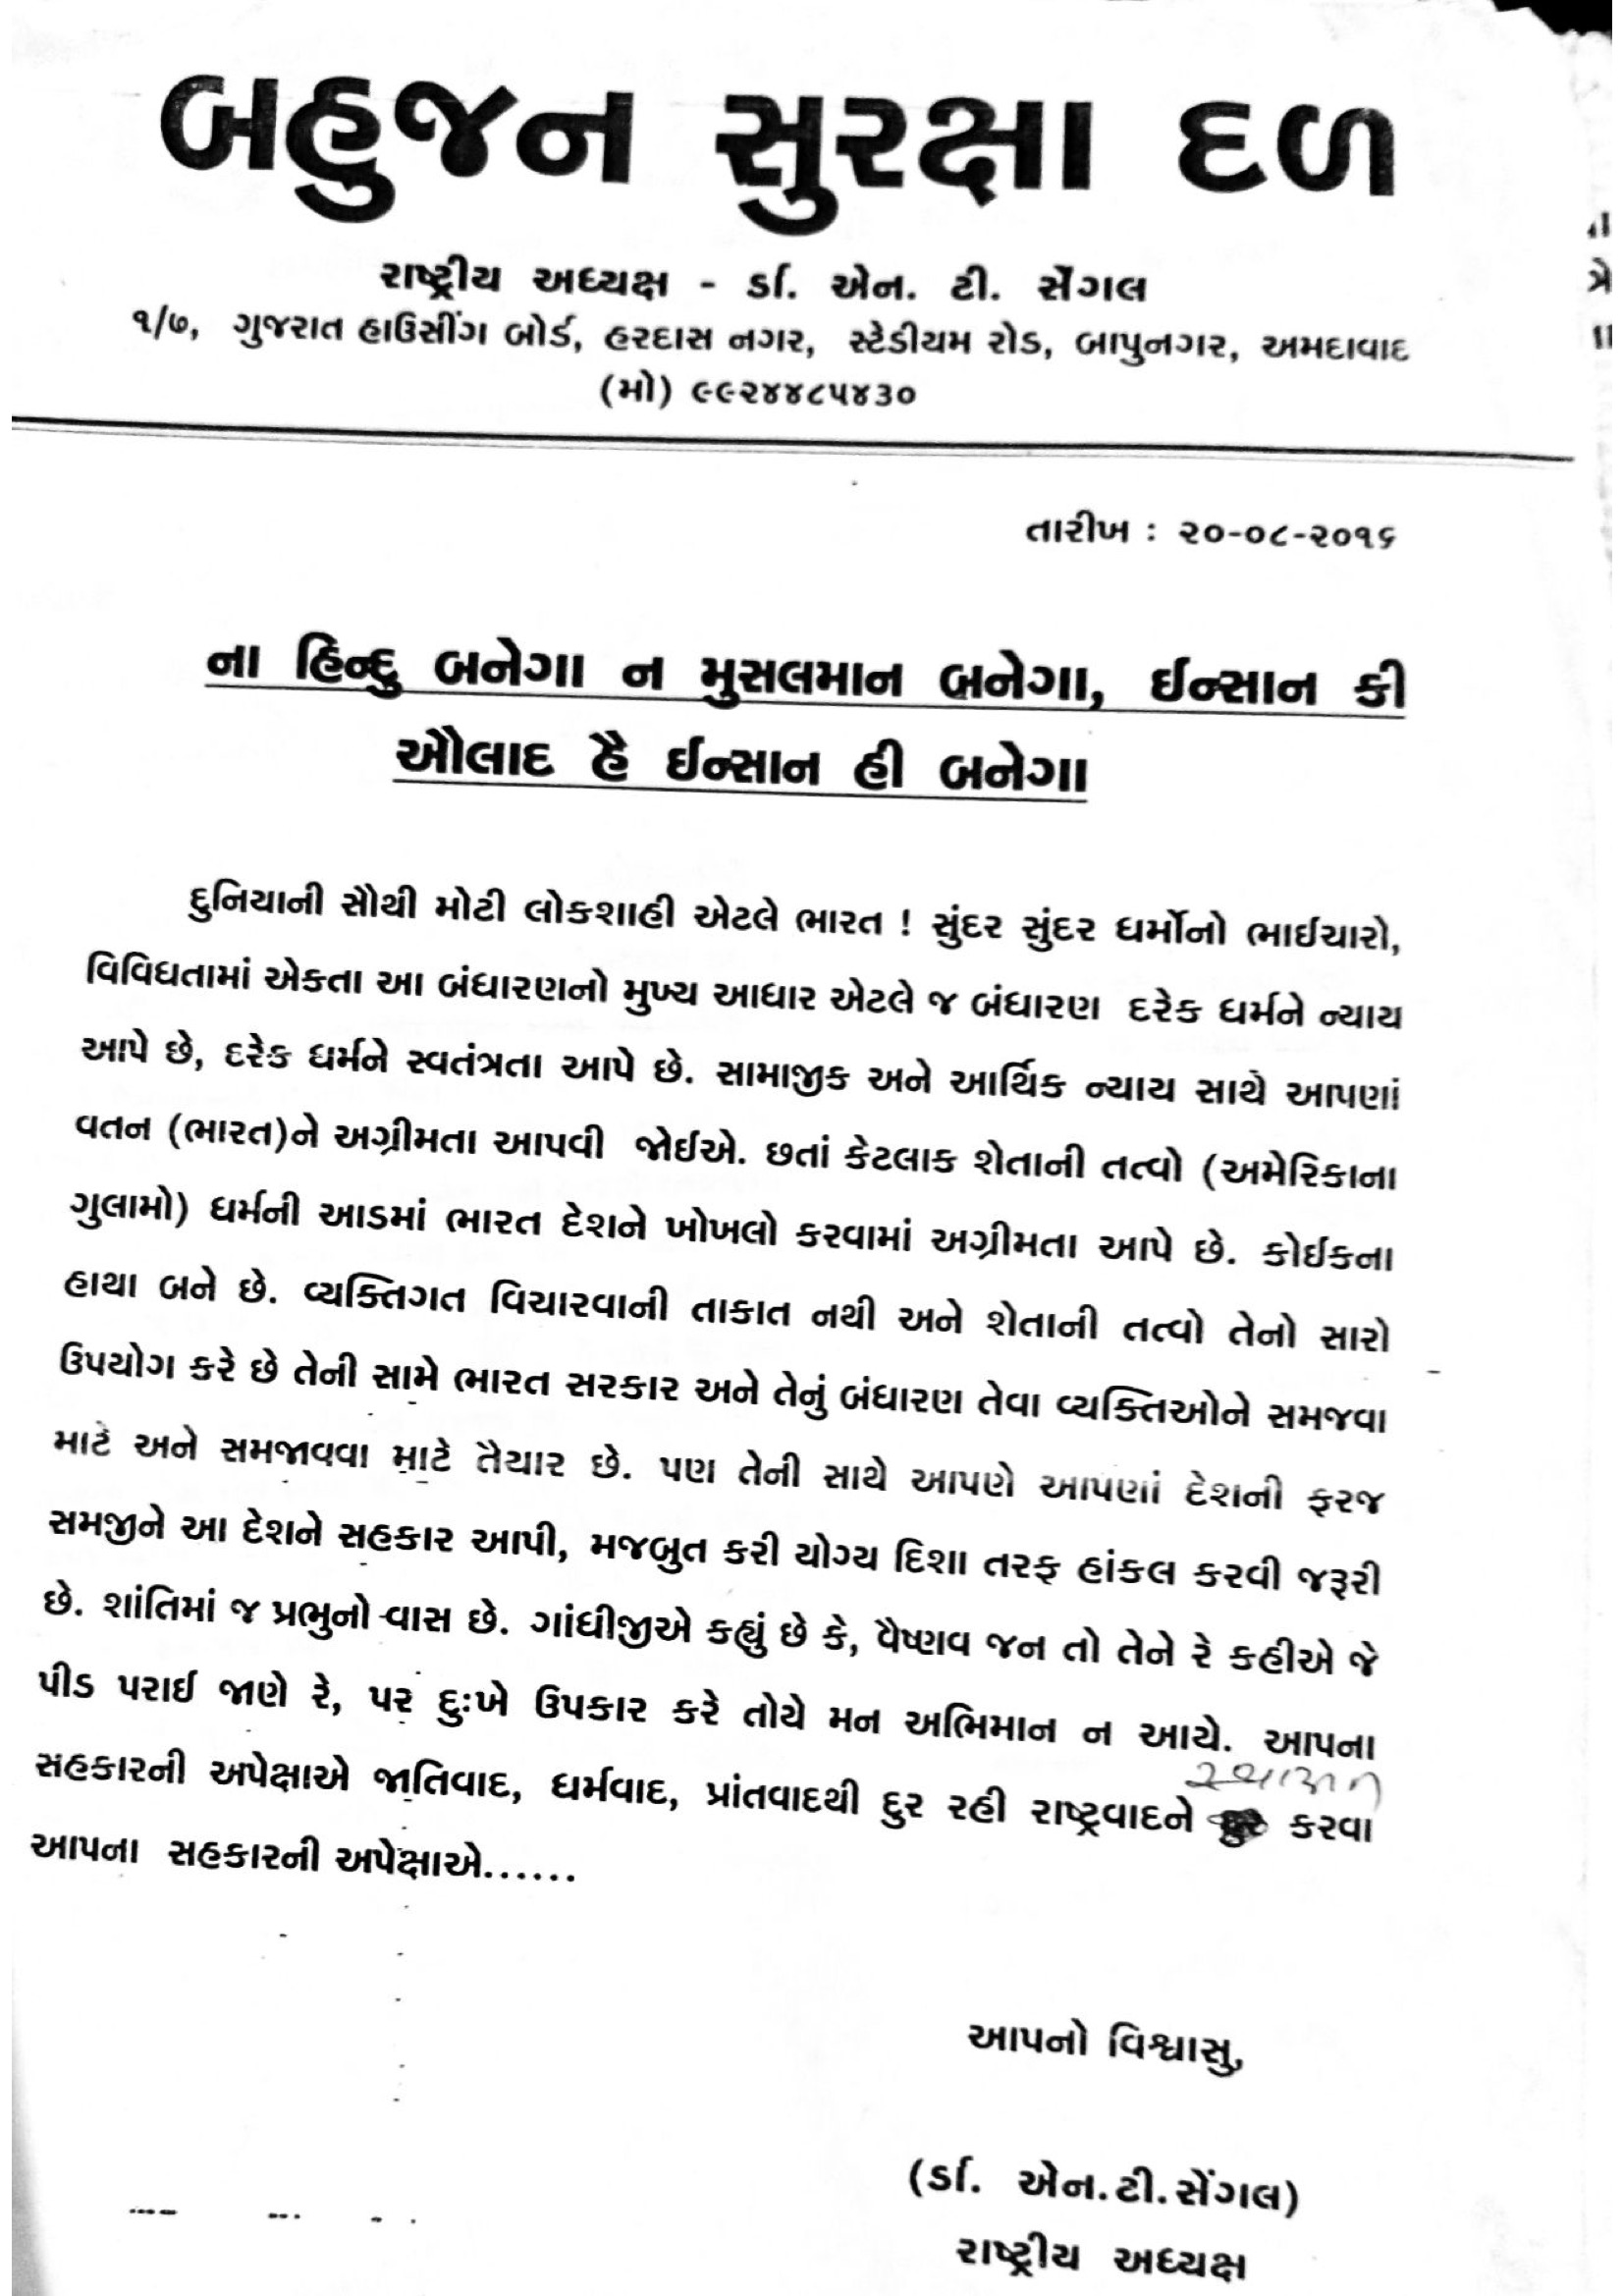 બહુજન સુરક્ષા દળ
રાષ્ટ્રીય અધ્યક્ષ - ર્ડા. એન. ટી. સેંગલ
૧/૭, ગુજરાત હાઉસીંગ બોર્ડ, હરદાસ નગર, સ્ટેડીયમ રોડ, બાપુનગર, અમદાવાદ
(મો) ૯૯૨૪૪૮૫૪૩૦
તારીખ : ૨૦-૦૮-૨૦૧૬
ના હિન્દુ બનેગા ન મુસલમાન બનેગા, ઈન્સાન કી
ઔલાદ હૈ ઈન્સાન હી બનેગા
દુનિયાની સૌથી મોટી લોકશાહી એટલે ભારત ! સુંદર સુંદર ધર્મોનો ભાઈચારો,
વિવિધતામાં એકતા આ બંધારણનો મુખ્ય આધાર એટલે જ બંધારણ દરેક ધર્મને ન્યાય
આપે છે, દરેક ધર્મને સ્વતંત્રતા આપે છે. સામાજીક અને આર્થિક ન્યાય સાથે આપણાં
વતન (ભારત)ને અગ્રીમતા આપવી જોઈએ. છતાં કેટલાક શેતાની તત્વો (અમેરિકાના
ગુલામો) ધર્મની આડમાં ભારત દેશને ખોખલો કરવામાં અગ્રીમતા આપે છે. કોઈકના
હાથા બને છે. વ્યક્તિગત વિચારવાની તાકાત નથી અને શેતાની તત્વો તેનો સારો
ઉપયોગ કરે છે તેની સામે ભારત સરકાર અને તેનું બંધારણ તેવા વ્યક્તિઓને સમજવા
માટે અને સમજાવવા માટે તૈયાર છે. પણ તેની સાથે આપણે આપણાં દેશની ફરજ
સમજીને આ દેશને સહકાર આપી, મજબુત કરી યોગ્ય દિશા તરફ હાંકલ કરવી જરૂરી
છે. શાંતિમાં જ પ્રભુનો વાસ છે. ગાંધીજીએ કહ્યું છે કે, વૈષ્ણવ જન તો તેને રે કહીએ જે
પીડ પરાઈ જાણે રે, પર દુઃખે ઉપકાર કરે તોયે મન અભિમાન ન આયે. આપના
સહકારની અપેક્ષાએ જાતિવાદ, ધર્મવાદ, પ્રાંતવાદથી દુર રહી રાષ્ટ્રવાદને કરવા
આપના સહકારની અપેક્ષાએ......
આપનો વિશ્વાસુ,
(ર્ડા. એન.ટી.સેંગલ)
રાષ્ટ્રીય અધ્યક્ષ